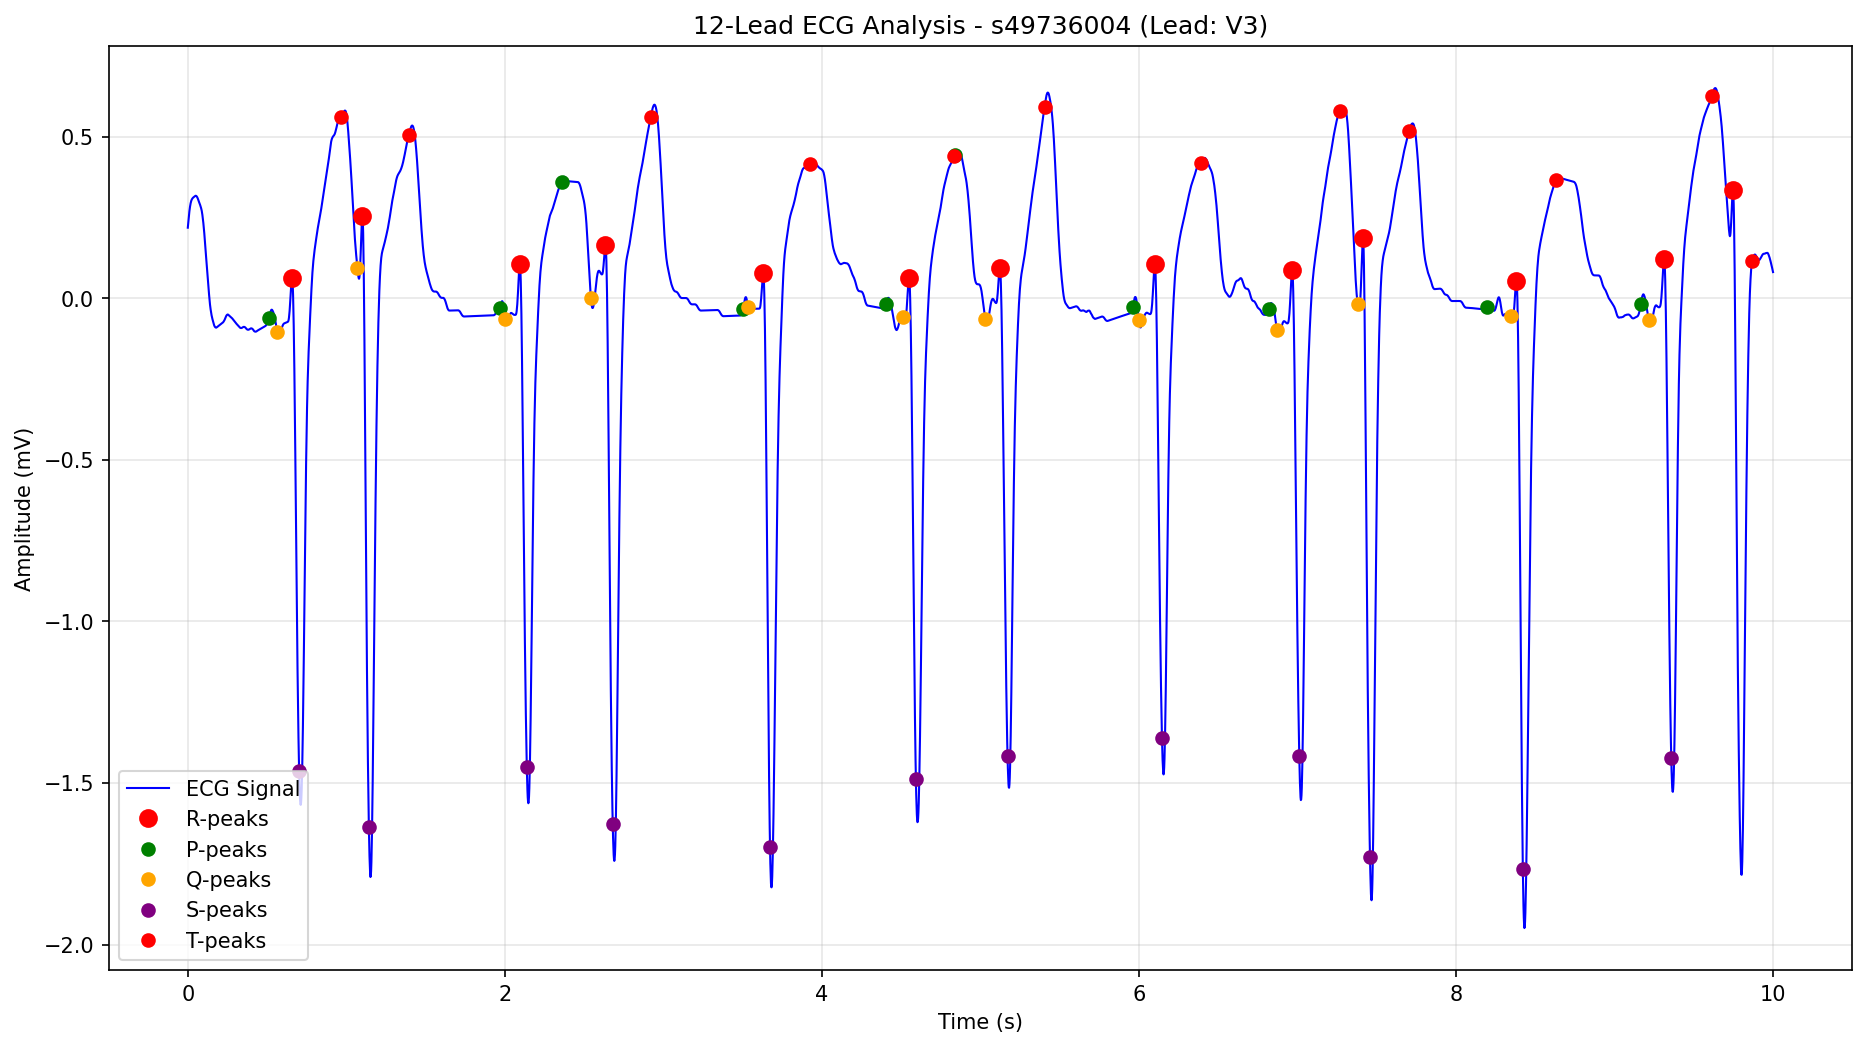 12-Lead ECG Analysis - s49736004 (Lead: V3)
Amplitude (mV)
0.5
0.0
−0.5
−1.0
−1.5
−2.0
ECG Signal
R-peaks
P-peaks
Q-peaks
S-peaks
T-peaks
0 2 4 6 8 10
Time (s)